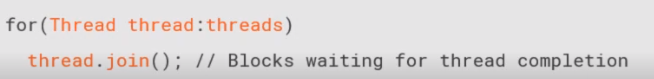 for(Thread thread:threads)
thread.join(); // Blocks waiting for thread completion